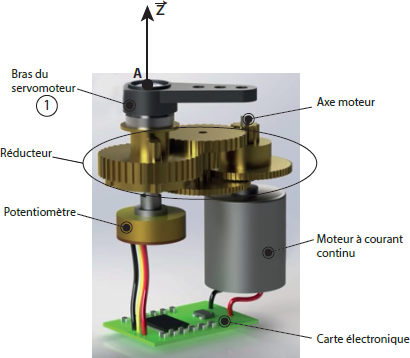 z
A
Bras du
servomoteur
1
Axe moteur
Réducteur
Potentiomètre
Moteur à courant
continu
Carte électronique